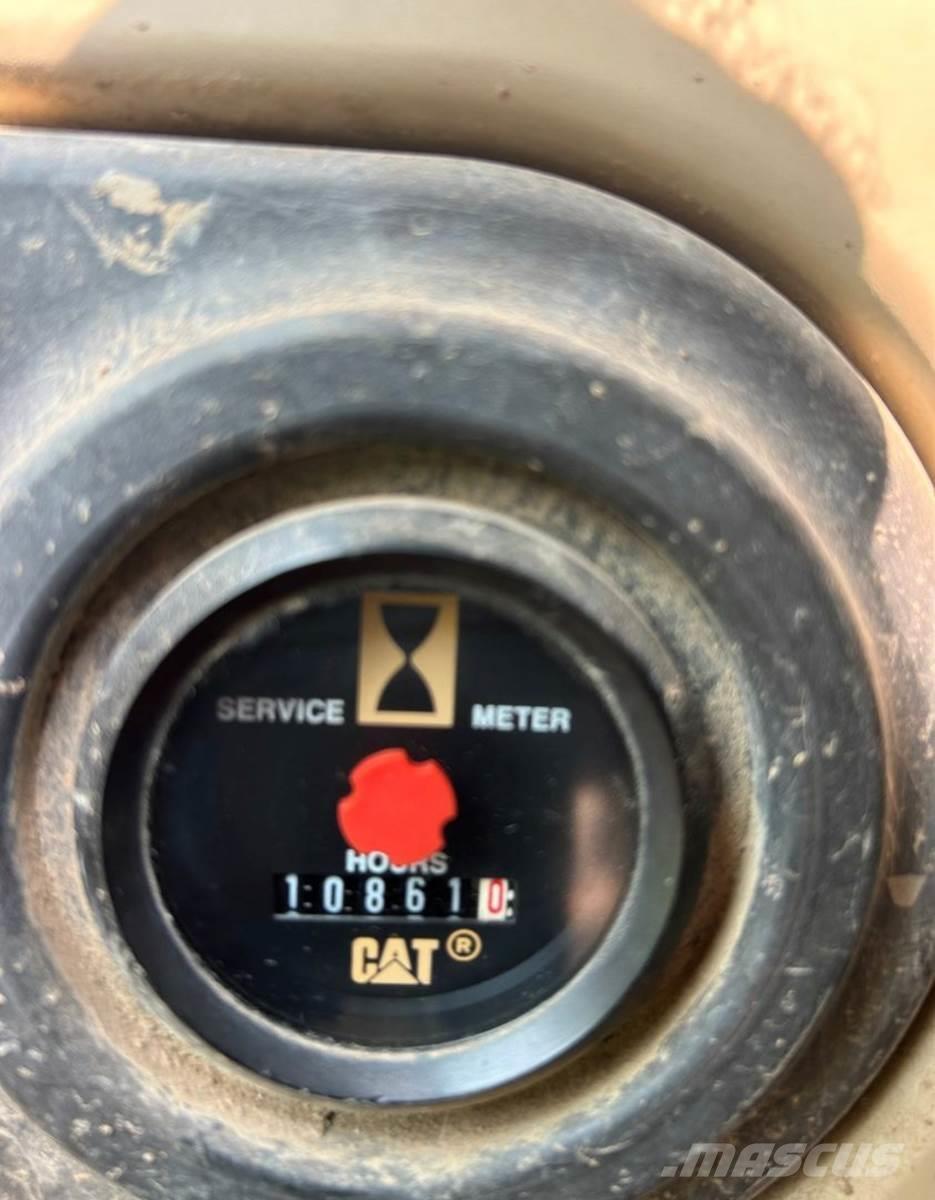 SERVICE METER
HOURS
108610
CAT®
.MASCUS